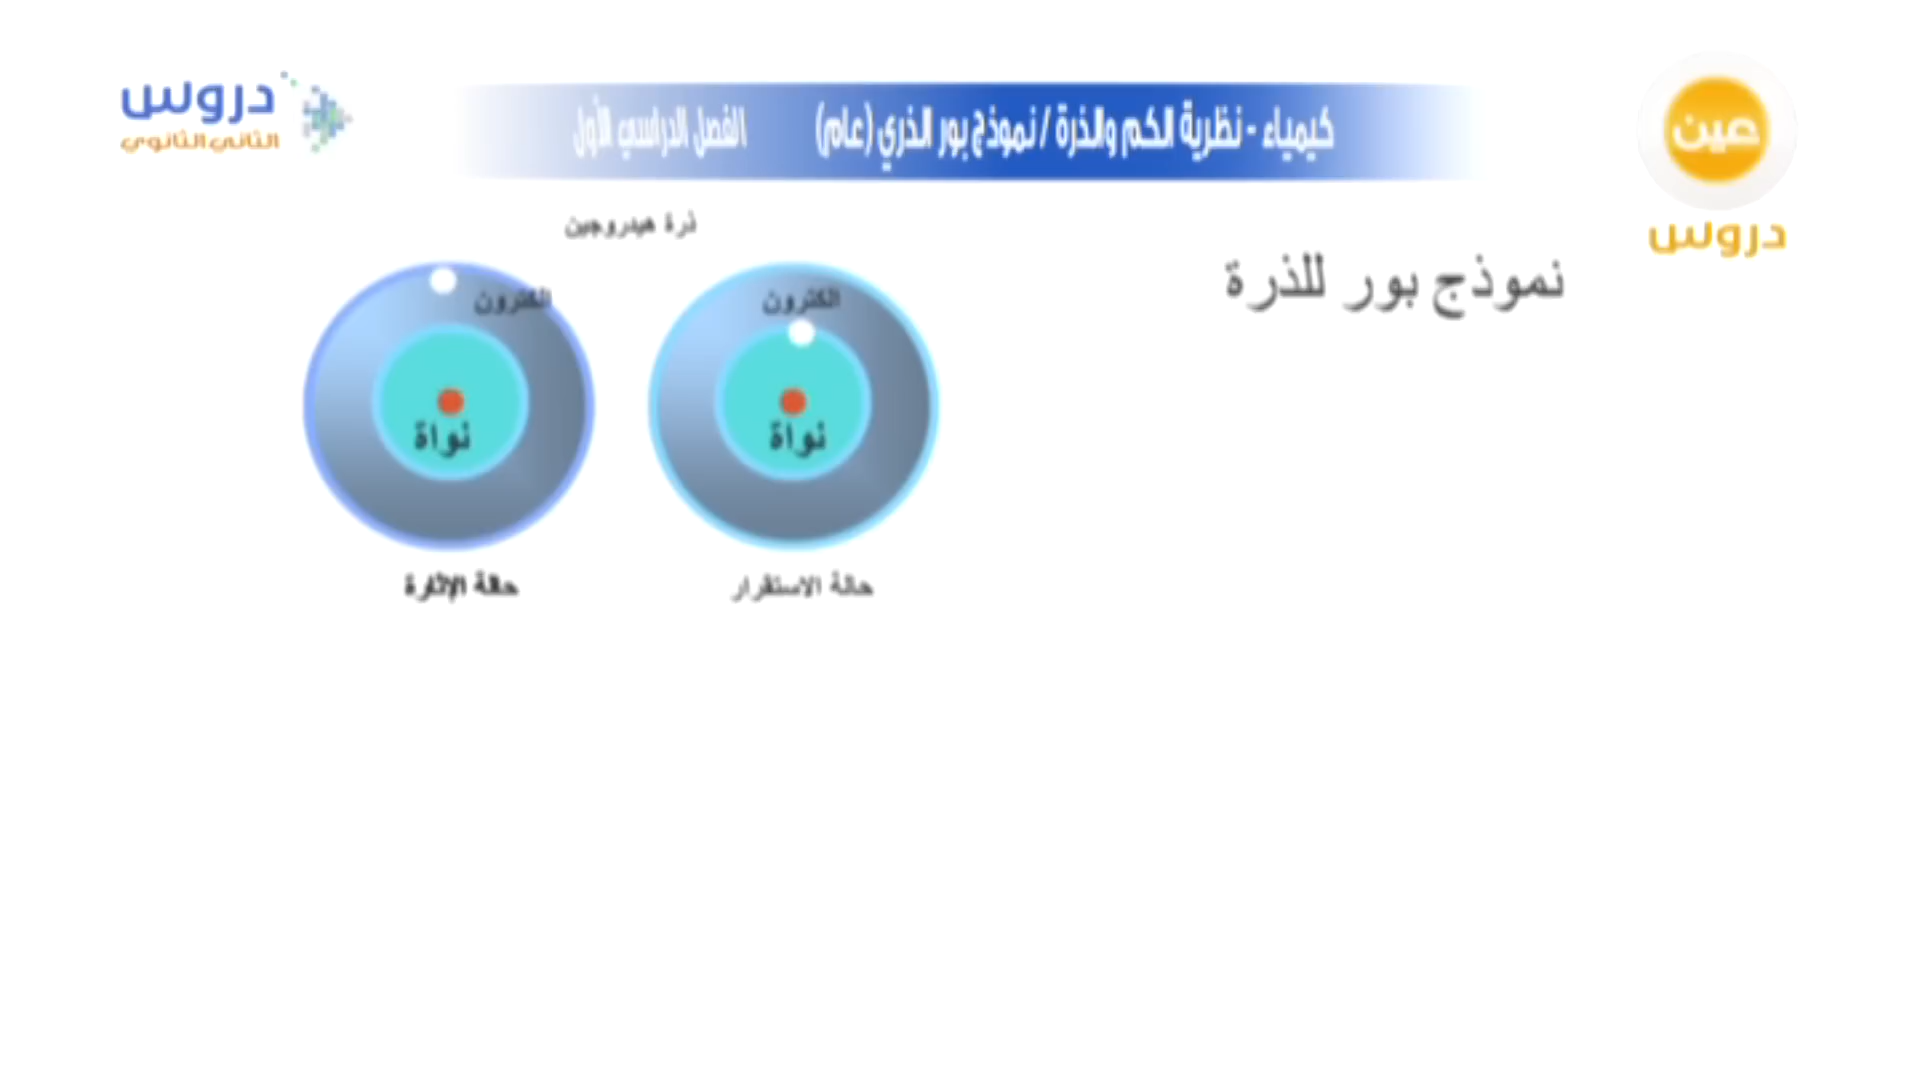 عين
دروس
كيمياء - نظرية الكم والذرة / نموذج بور الذري (عام) الفصل الدراسي الأول
دروس
الثاني الثانوي
نموذج بور للذرة
ذرة هيدروجين
الكترون
نواة
حالة الاستقرار
الكترون
نواة
حالة الإثارة